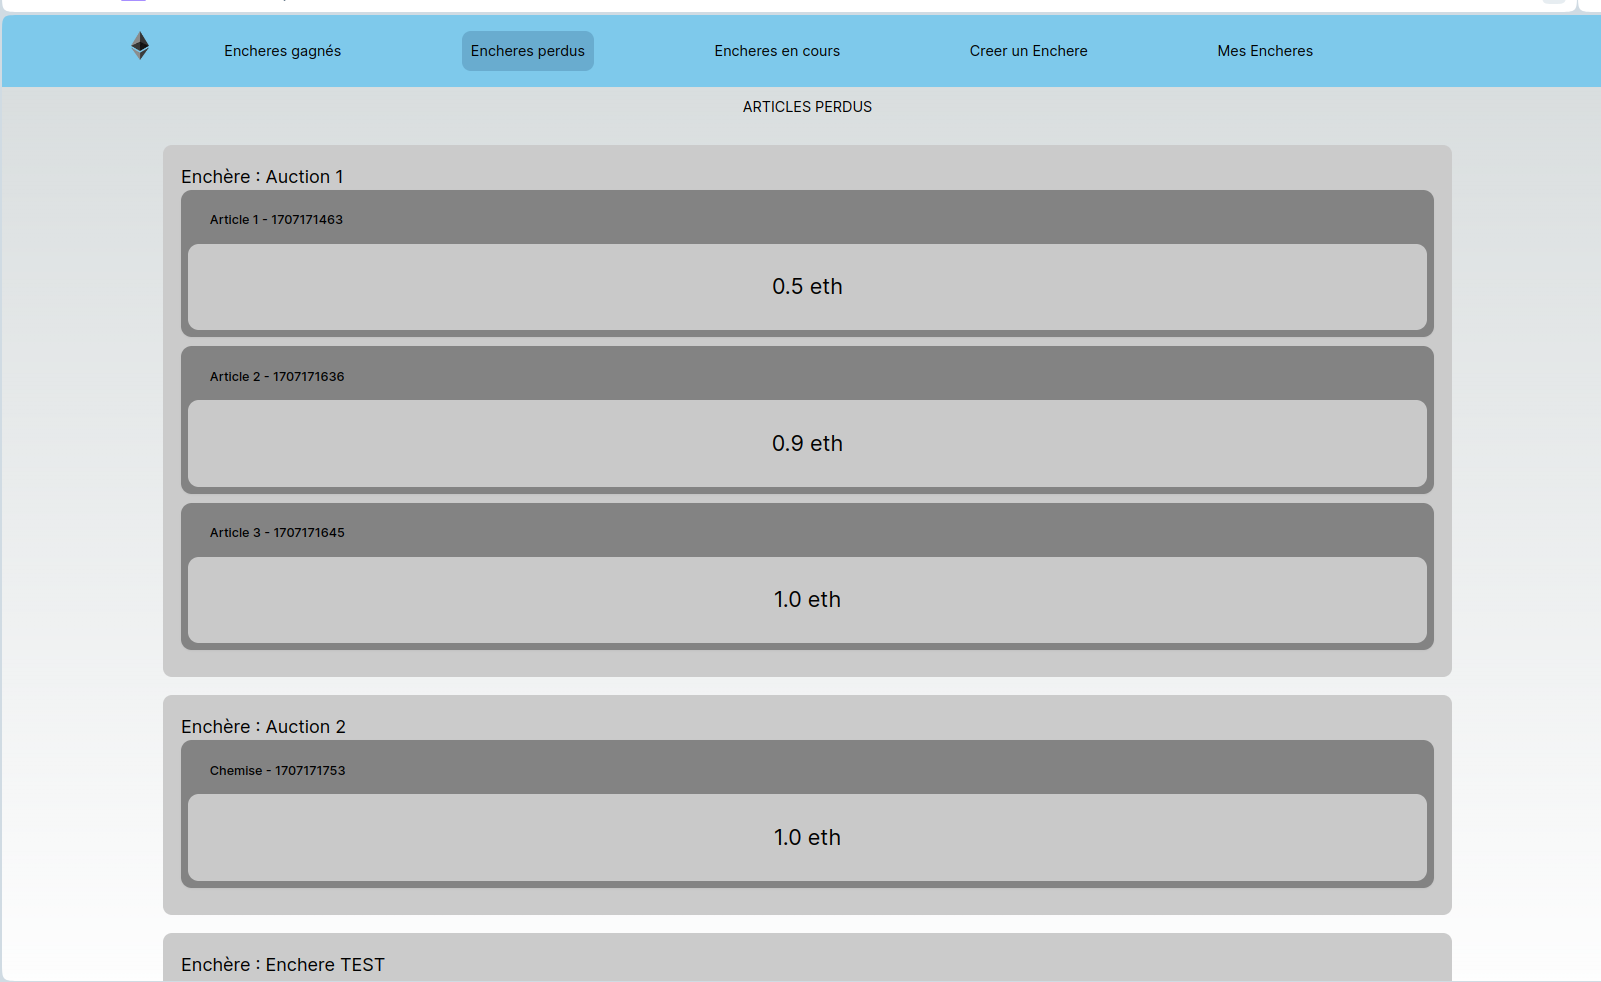 Encheres gagnés
Encheres perdus
Encheres en cours
Creer un Enchere
Mes Encheres
ARTICLES PERDUS
Enchère : Auction 1
Article 1 - 1707171463
0.5 eth
Article 2 - 1707171636
0.9 eth
Article 3 - 1707171645
1.0 eth
Enchère : Auction 2
Chemise - 1707171753
1.0 eth
Enchère : Enchere TEST